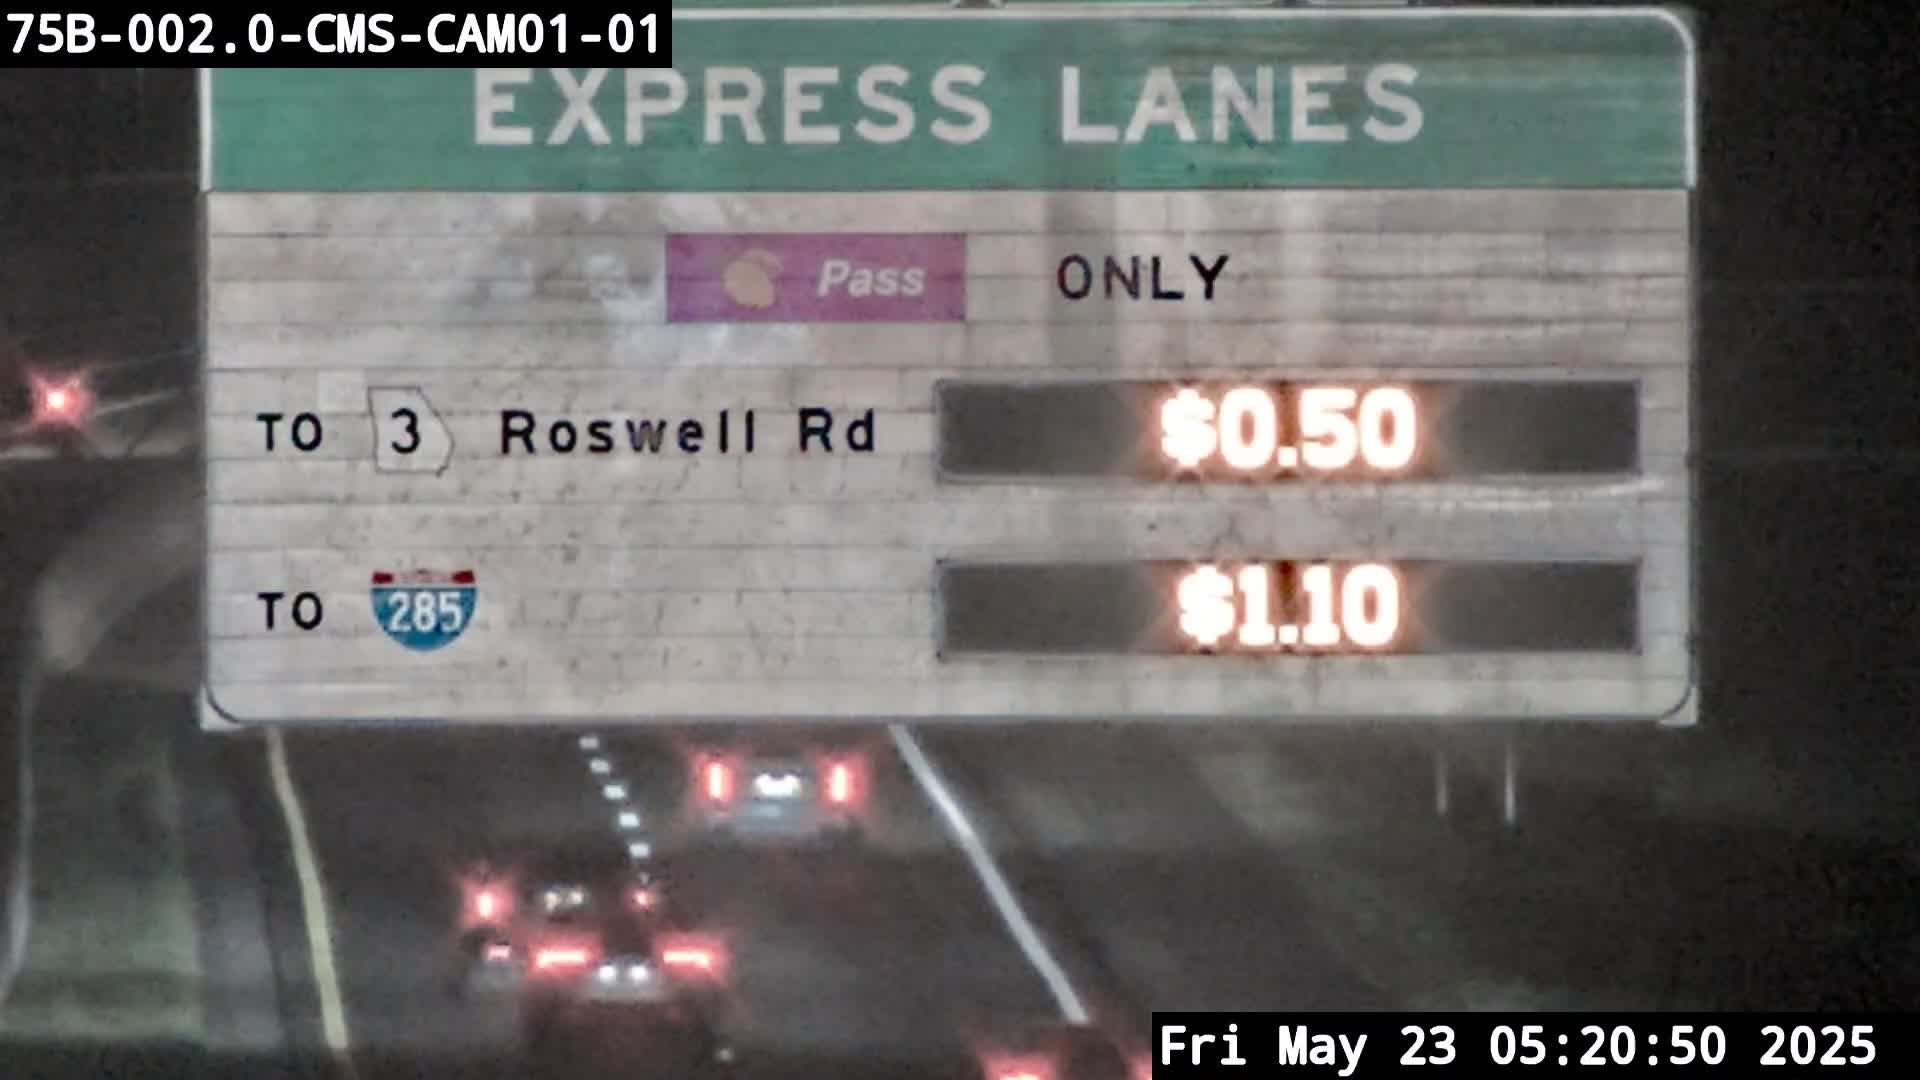 75B-002.0-CMS-CAM01-01
EXPRESS LANES
Pass ONLY
TO 3 Roswell Rd $0.50
TO 285 $1.10
Fri May 23 05:20:50 2025